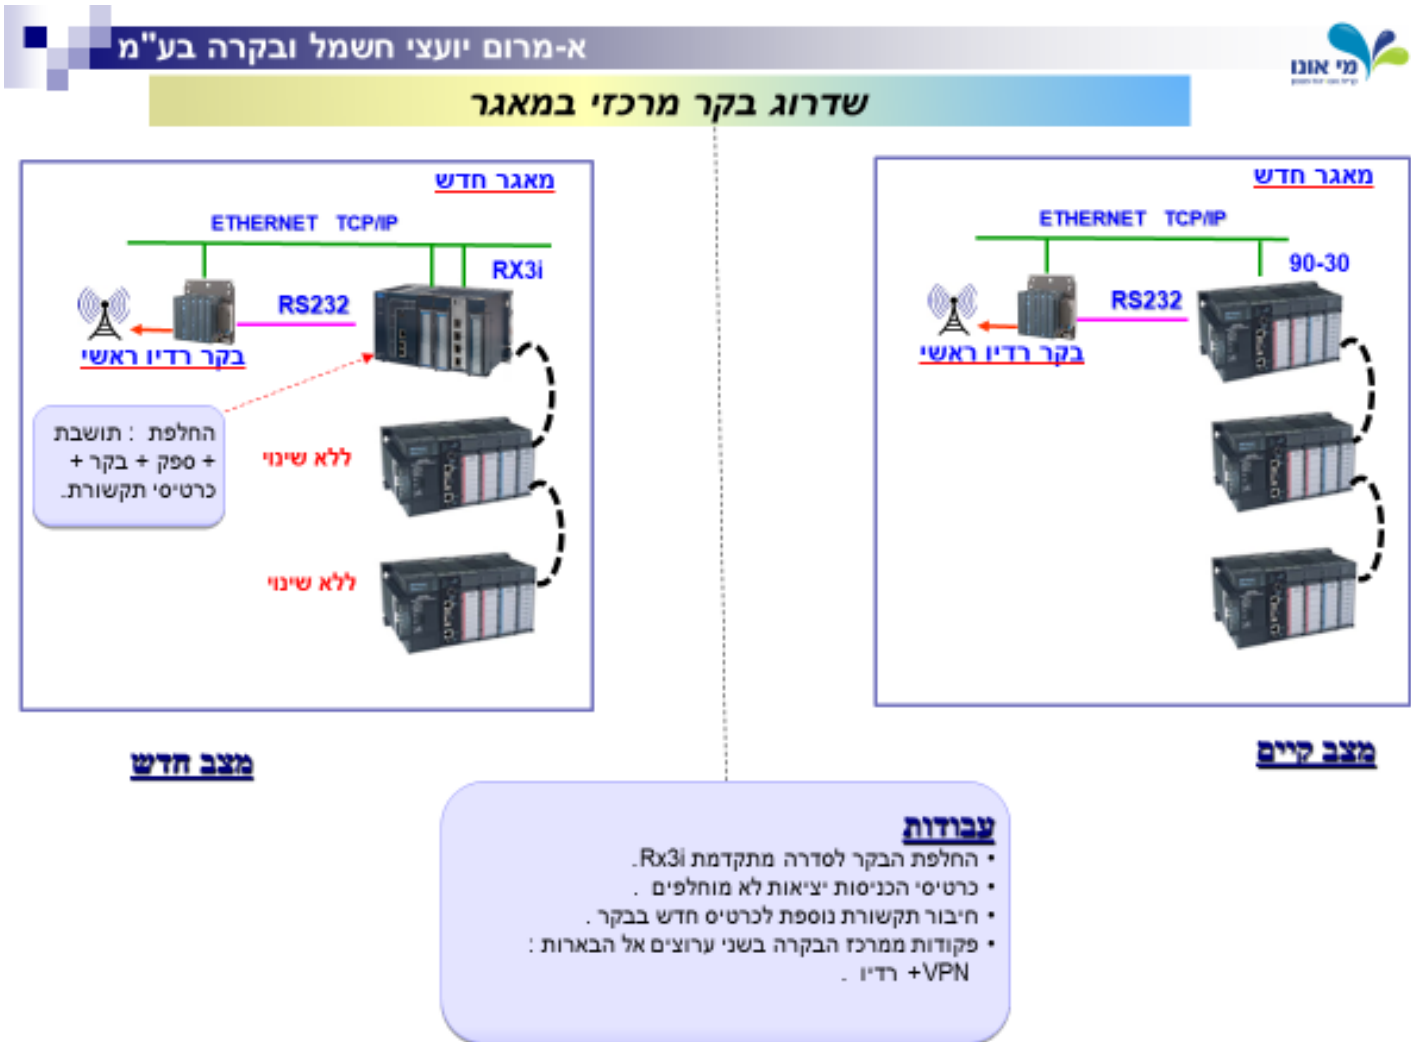 א-מרום יועצי חשמל ובקרה בע"מ
מי אונו
שדרוג בקר מרכזי במאגר
מאגר חדש
ETHERNET TCP/IP
90-30
RS232
בקר רדיו ראשי
מצב קיים
מאגר חדש
ETHERNET TCP/IP
RX3i
RS232
בקר רדיו ראשי
החלפת : תושבת
+ ספק + בקר +
כרטיסי תקשורת.
ללא שינוי
ללא שינוי
מצב חדש
עבודות
• החלפת הבקר לסדרה מתקדמת Rx3i.
• כרטיסי הכניסות יציאות לא מוחלפים .
• חיבור תקשורת נוספת לכרטיס חדש בבקר .
• פקודות ממרכז הבקרה בשני ערוצים אל הבארות :
VPN+ רדיו .